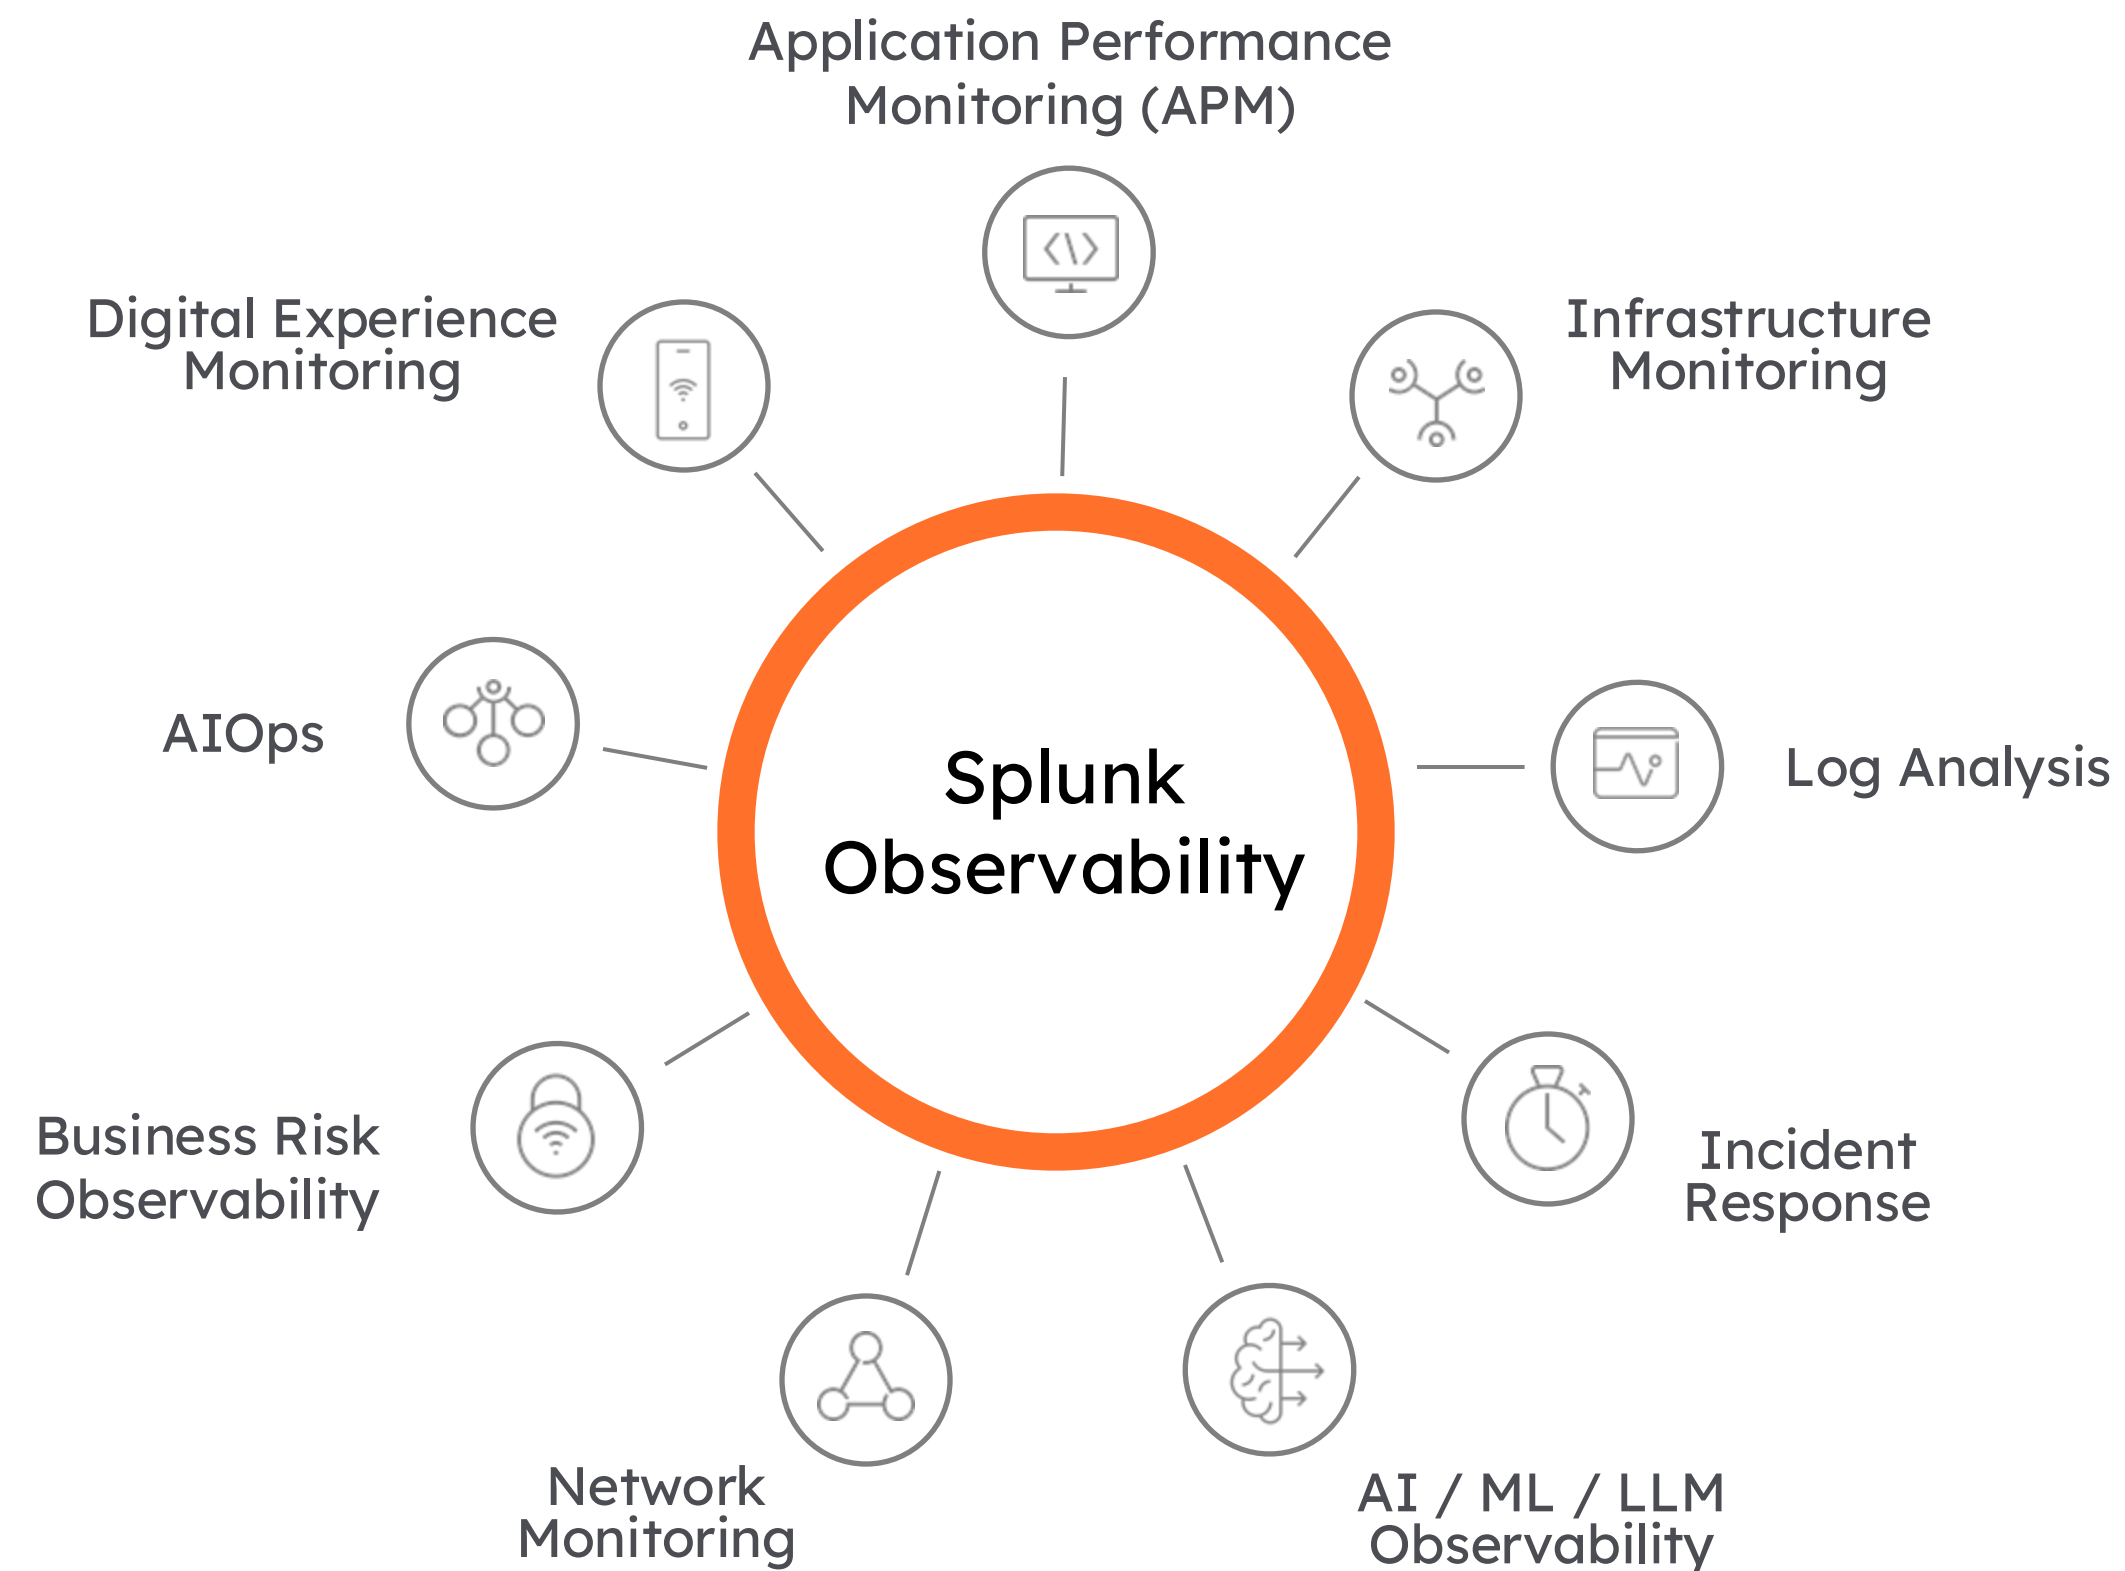 Application Performance
Monitoring (APM)
Digital Experience
Monitoring
Infrastructure
Monitoring
AIOps
Log Analysis
Splunk
Observability
Business Risk
Observability
Incident
Response
Network
Monitoring
AI / ML / LLM
Observability